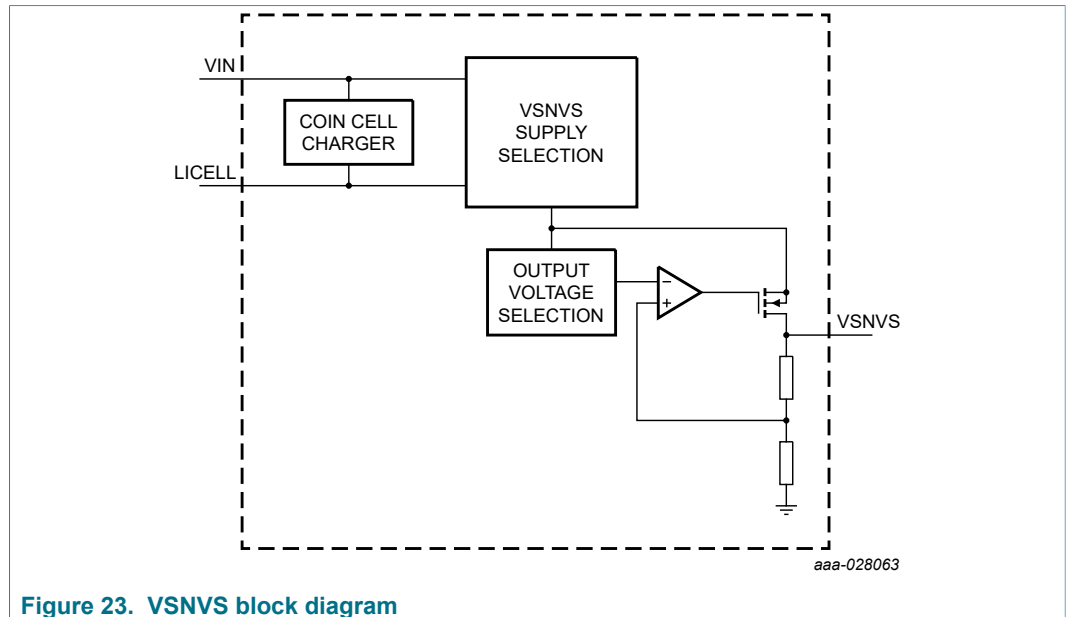 VIN
COIN CELL
CHARGER
LICELL
VSNVS
SUPPLY
SELECTION
OUTPUT
VOLTAGE
SELECTION
−
+
VSNVS
aaa-028063
Figure 23. VSNVS block diagram